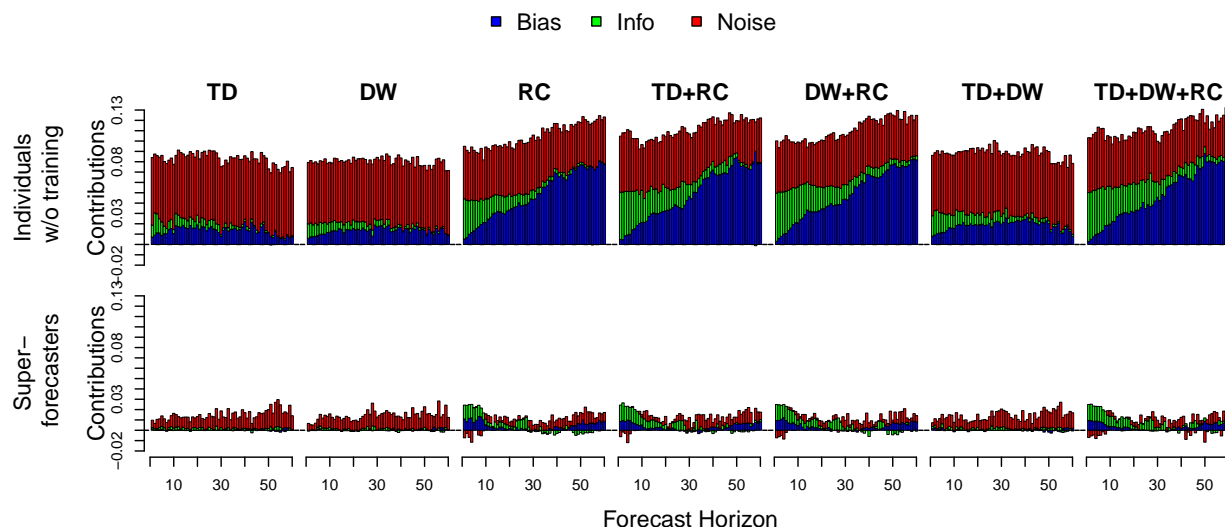 Bias Info Noise
TD DW RC TD+RC DW+RC TD+DW TD+DW+RC
Individuals
w/o training
Contributions
−0.02 0.03 0.08 0.13
Super−
forecasters
Contributions
−0.02 0.03 0.08 0.13
10 30 50 10 30 50 10 30 50 10 30 50 10 30 50 10 30 50 10 30 50
Forecast Horizon